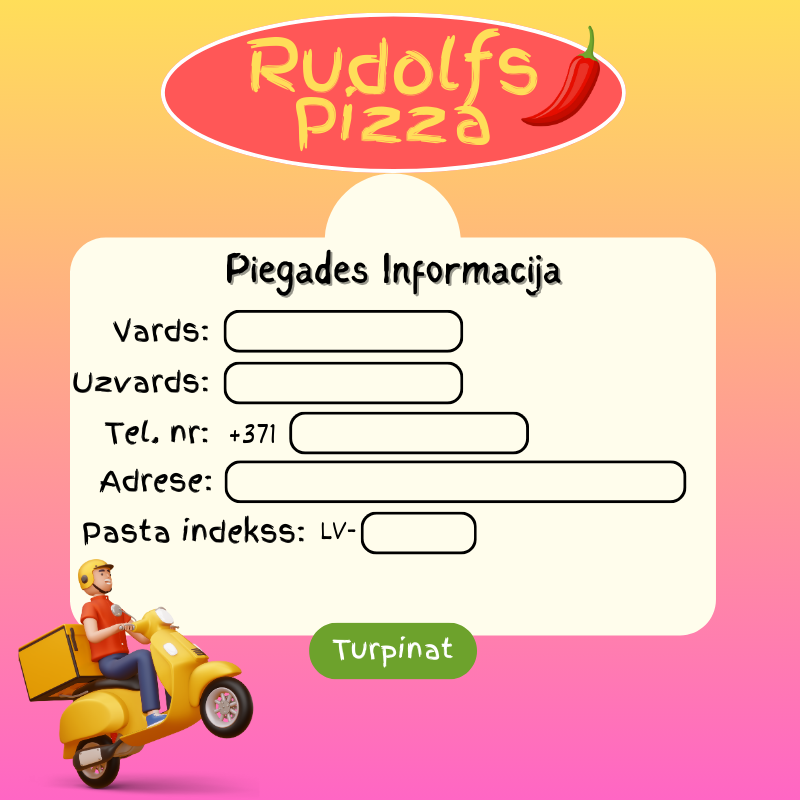 Rudolfs
Pizza
Piegades Informacija
Vards:
Uzvards:
Tel. nr: +371
Adrese:
Pasta indekss: LV-
Turpinat